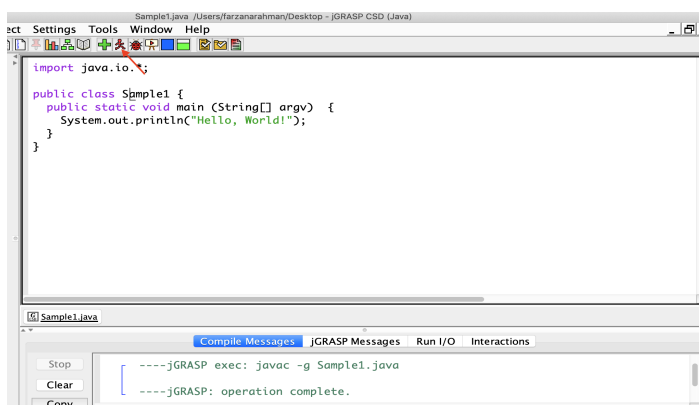 Sample1.java /Users/farzanarahman/Desktop - jGRASP CSD (Java)
ect Settings Tools Window Help
import java.io.*;
public class Sample1 {
public static void main (String[] argv) {
System.out.println("Hello, World!");
}
}
Sample1.java
Compile Messages jGRASP Messages Run I/O Interactions
Stop
----jGRASP exec: javac -g Sample1.java
Clear
----jGRASP: operation complete.
Copy